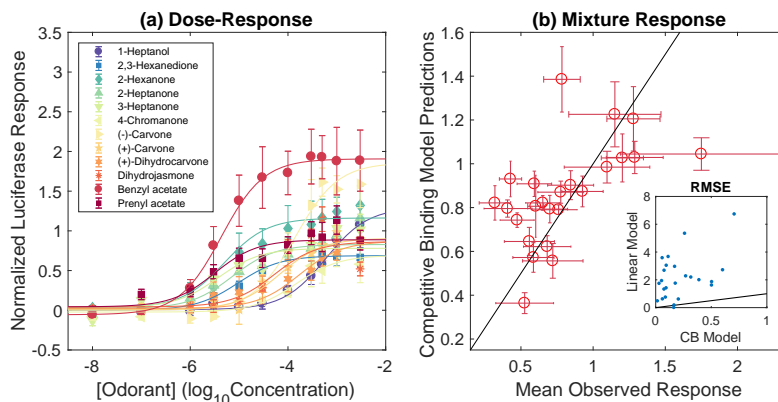 (a) Dose-Response
3.5
3
2.5
2
1.5
1
0.5
0
-0.5
-8
-6
-4
-2
Normalized Luciferase Response
[Odorant] (log10Concentration)
1-Heptanol
2,3-Hexanedione
2-Hexanone
2-Heptanone
3-Heptanone
4-Chromanone
(-)-Carvone
(+)-Carvone
(+)-Dihydrocarvone
Dihydrojasmone
Benzyl acetate
Prenyl acetate
(b) Mixture Response
1.6
1.4
1.2
1
0.8
0.6
0.4
0.2
0.5
1
1.5
2
Competitive Binding Model Predictions
Mean Observed Response
RMSE
8
6
4
2
0
0
0.5
1
Linear Model
CB Model